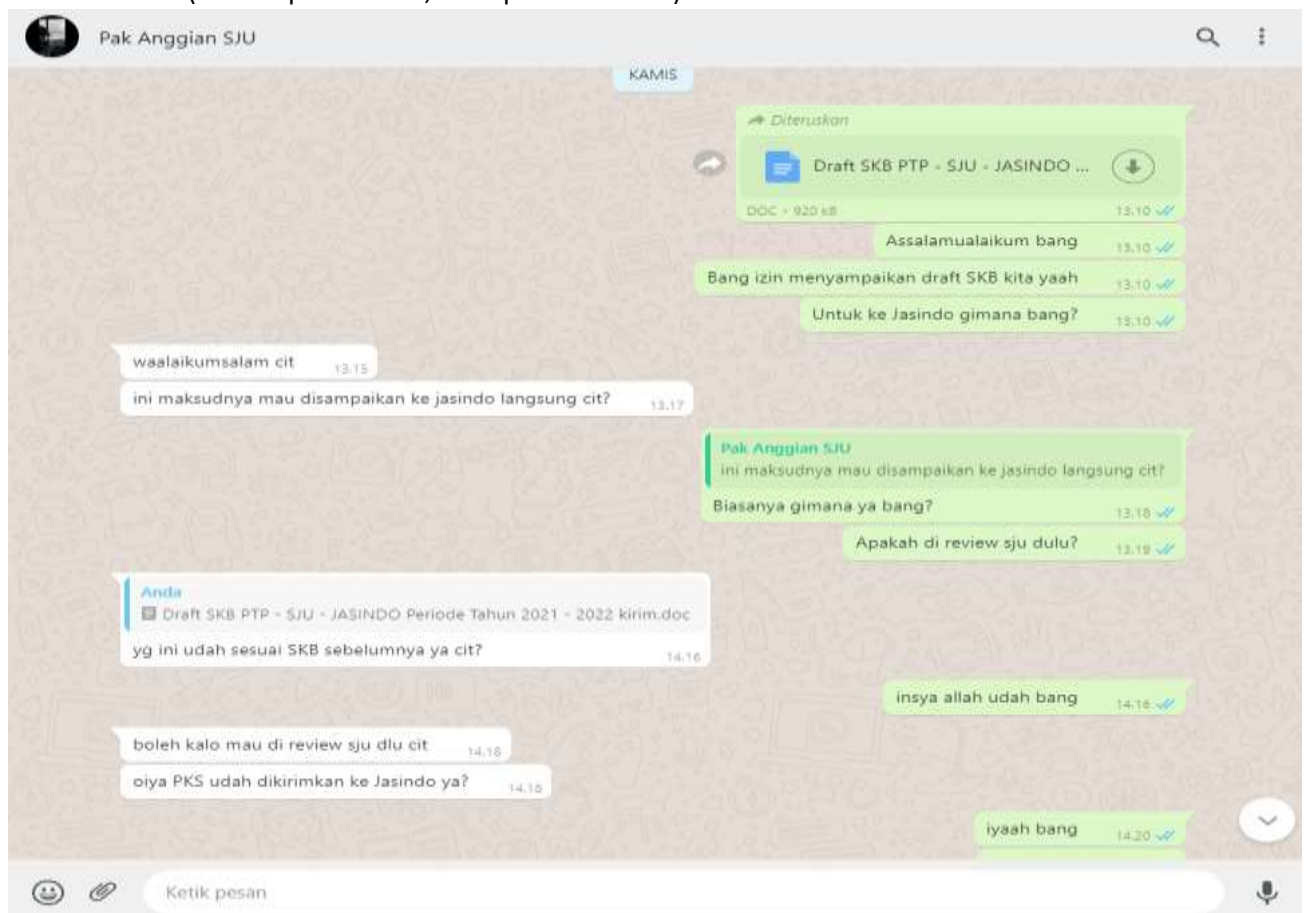 Pak Anggian SJU
KAMIS
Diteruskan
Draft SKB PTP - SJU - JASINDO ...
DOC • 920 kB 13.10
Assalamualaikum bang 13.10
Bang izin menyampaikan draft SKB kita yaah 13.10
Untuk ke Jasindo gimana bang? 13.10
waalaikumsalam cit 13.15
ini maksudnya mau disampaikan ke jasindo langsung cit? 13.17
Pak Anggian SJU
ini maksudnya mau disampaikan ke jasindo langsung cit?
Biasanya gimana ya bang? 13.18
Apakah di review sju dulu? 13.19
Anda
Draft SKB PTP - SJU - JASINDO Periode Tahun 2021 - 2022 kirim.doc
yg ini udah sesuai SKB sebelumnya ya cit? 14.16
insya allah udah bang 14.16
boleh kalo mau di review sju dlu cit 14.18
oiya PKS udah dikirimkan ke Jasindo ya? 14.18
iyaah bang 14.20
Ketik pesan